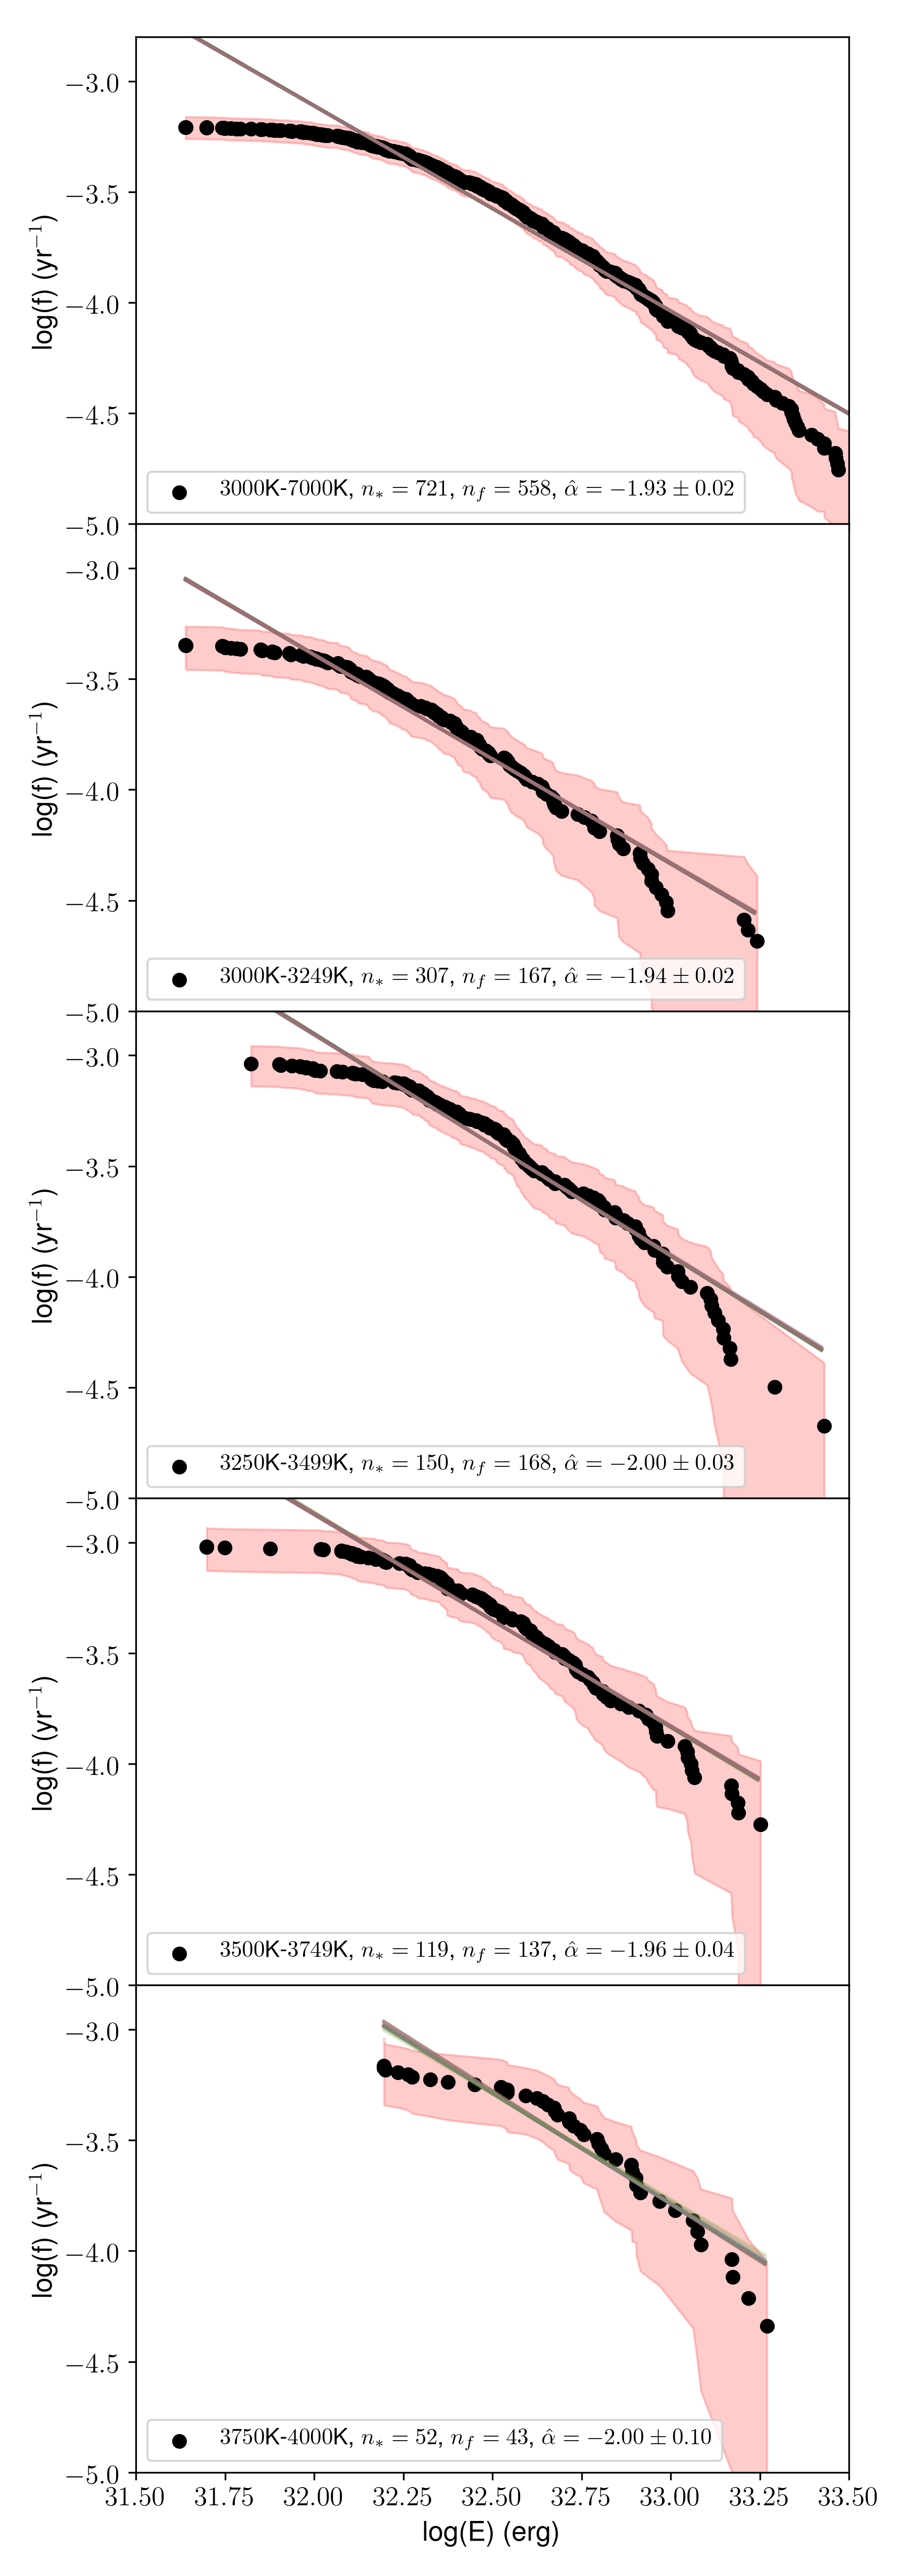 −3.0
−3.5
−4.0
−4.5
−5.0
log(f) (yr⁻¹)
3000K-7000K, n∗ = 721, n_f = 558, α̂ = −1.93 ± 0.02
−3.0
−3.5
−4.0
−4.5
−5.0
log(f) (yr⁻¹)
3000K-3249K, n∗ = 307, n_f = 167, α̂ = −1.94 ± 0.02
−3.0
−3.5
−4.0
−4.5
−5.0
log(f) (yr⁻¹)
3250K-3499K, n∗ = 150, n_f = 168, α̂ = −2.00 ± 0.03
−3.0
−3.5
−4.0
−4.5
−5.0
log(f) (yr⁻¹)
3500K-3749K, n∗ = 119, n_f = 137, α̂ = −1.96 ± 0.04
−3.0
−3.5
−4.0
−4.5
−5.0
log(f) (yr⁻¹)
3750K-4000K, n∗ = 52, n_f = 43, α̂ = −2.00 ± 0.10
31.50 31.75 32.00 32.25 32.50 32.75 33.00 33.25 33.50
log(E) (erg)